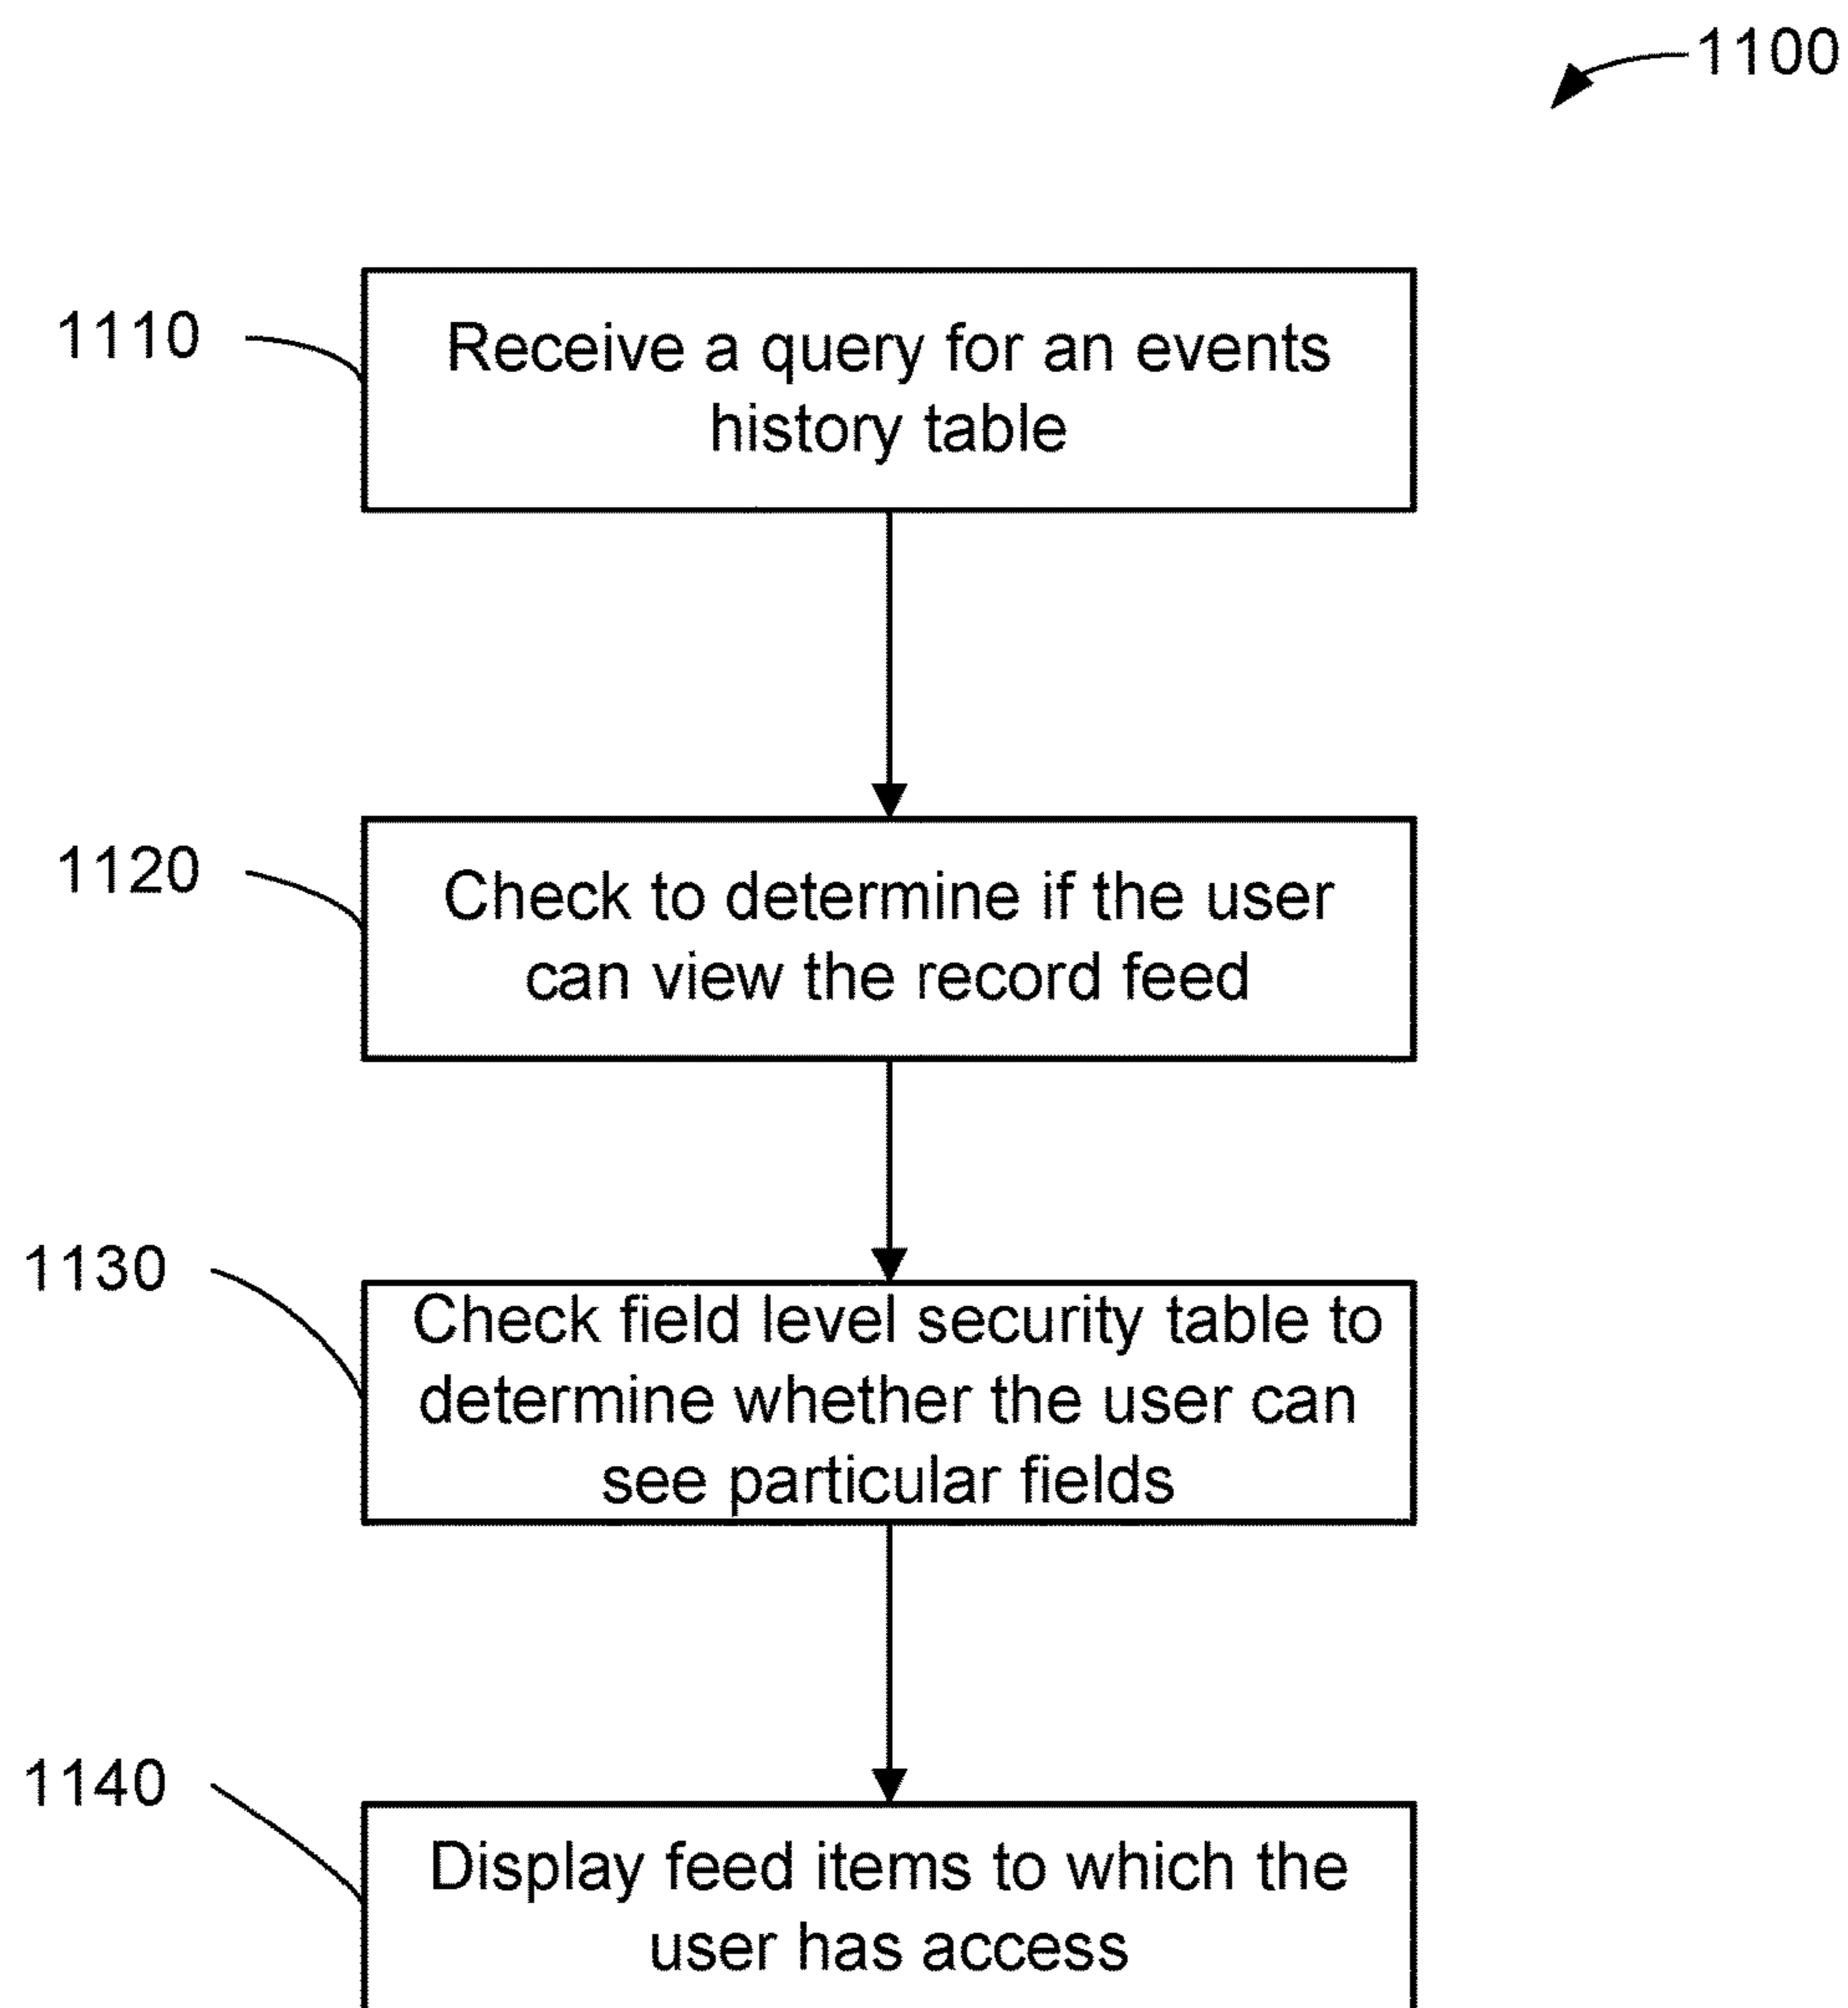 1100
1110
Receive a query for an events
history table
1120
Check to determine if the user
can view the record feed
1130
Check field level security table to
determine whether the user can
see particular fields
1140
Display feed items to which the
user has access